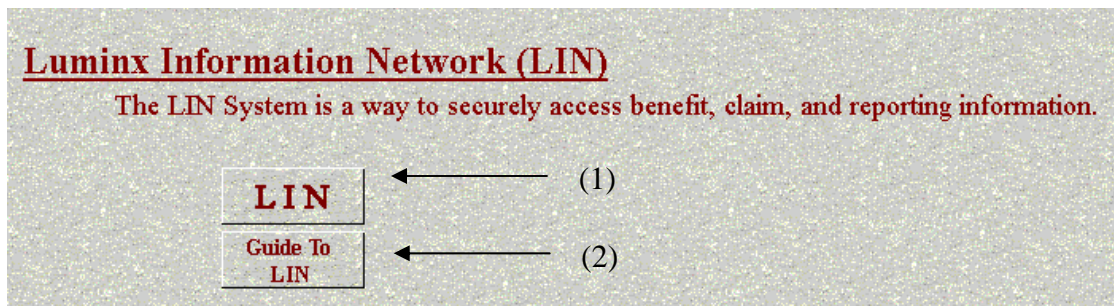 Luminx Information Network (LIN)
The LIN System is a way to securely access benefit, claim, and reporting information.
LIN
(1)
Guide To
LIN
(2)